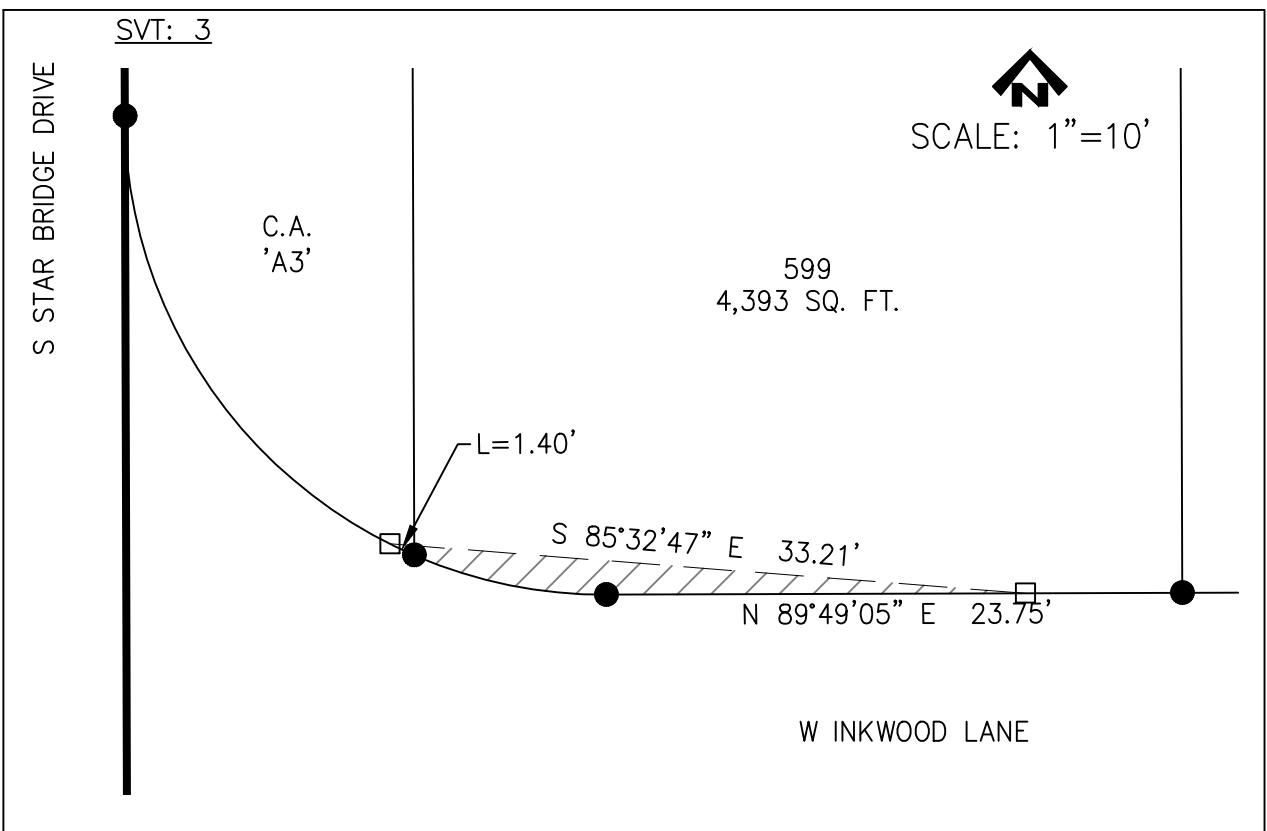 SVT: 3
S STAR BRIDGE DRIVE
N
SCALE: 1"=10'
C.A.
'A3'
599
4,393 SQ. FT.
L=1.40'
S 85°32'47" E 33.21'
N 89°49'05" E 23.75'
W INKWOOD LANE